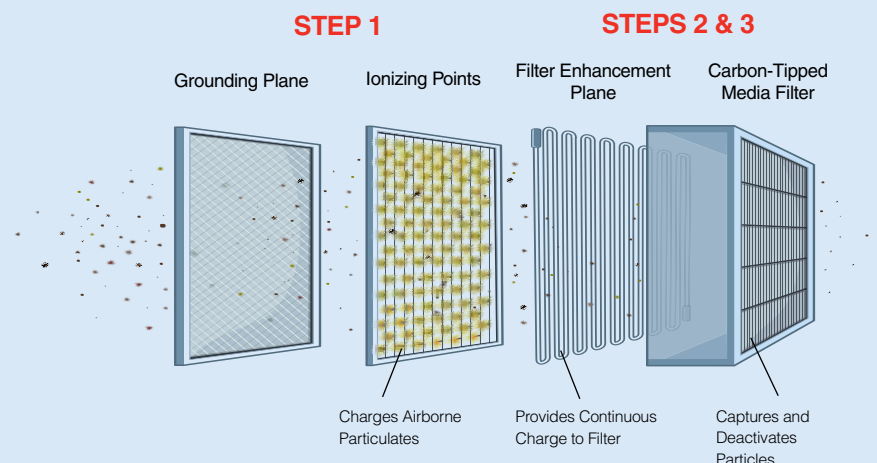 STEP 1
STEPS 2 & 3
Grounding Plane
Ionizing Points
Filter Enhancement
Plane
Carbon-Tipped
Media Filter
Charges Airborne
Particulates
Provides Continuous
Charge to Filter
Captures and
Deactivates
Particles